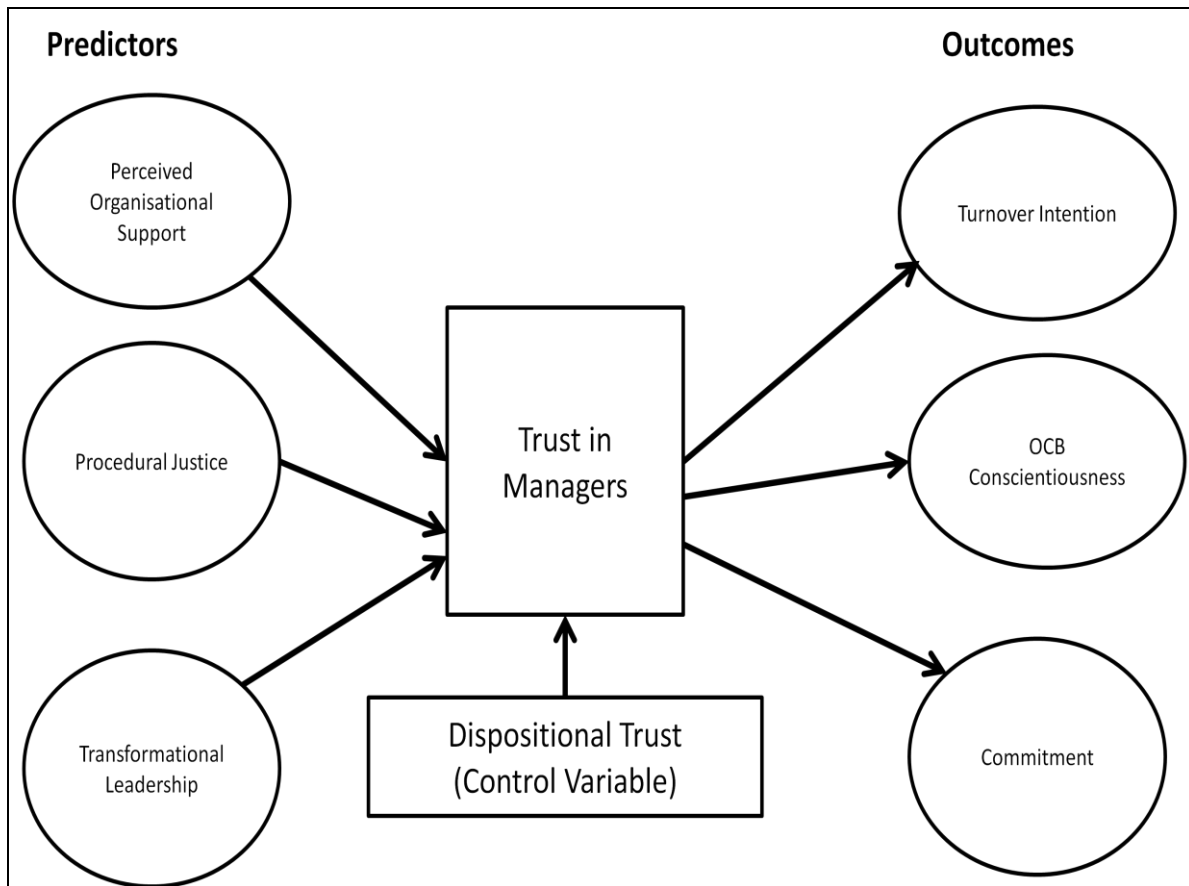 Predictors
Outcomes
Perceived
Organisational
Support
Turnover Intention
Procedural Justice
Trust in
Managers
OCB
Conscientiousness
Transformational
Leadership
Dispositional Trust
(Control Variable)
Commitment